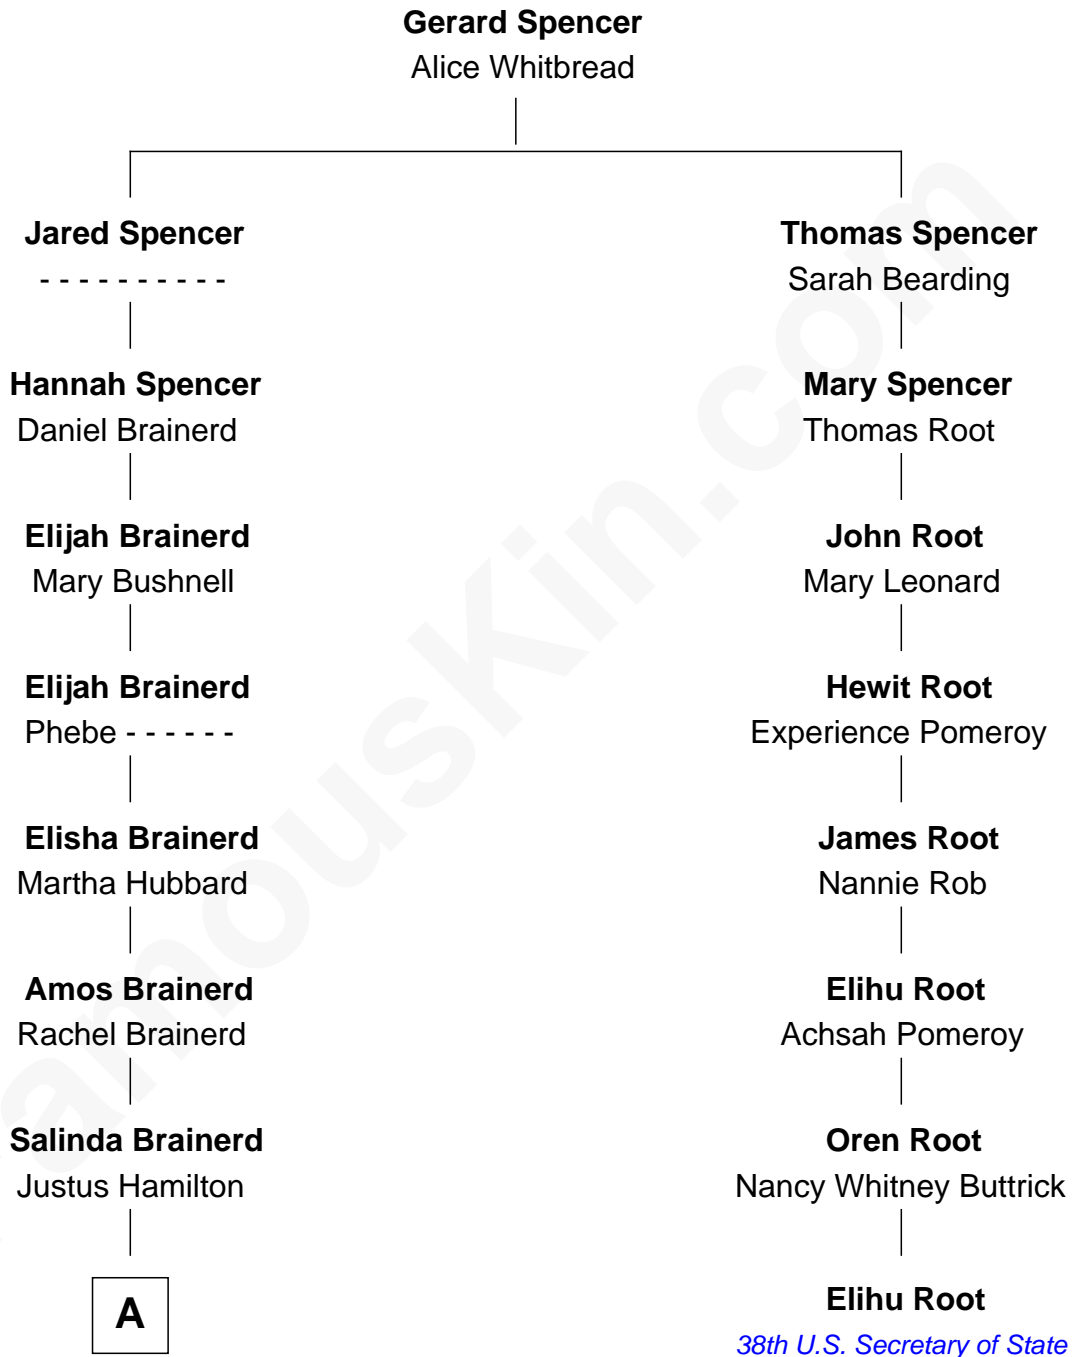 Gerard Spencer
Alice Whitbread
Jared Spencer
- - - - - - - - - -
Thomas Spencer
Sarah Bearding
Hannah Spencer
Daniel Brainerd
Mary Spencer
Thomas Root
Elijah Brainerd
Mary Bushnell
John Root
Mary Leonard
Elijah Brainerd
Phebe - - - - - -
Hewit Root
Experience Pomeroy
Elisha Brainerd
Martha Hubbard
James Root
Nannie Rob
Amos Brainerd
Rachel Brainerd
Elihu Root
Achsah Pomeroy
Salinda Brainerd
Justus Hamilton
Oren Root
Nancy Whitney Buttrick
A
Elihu Root
38th U.S. Secretary of State
amouskin.com